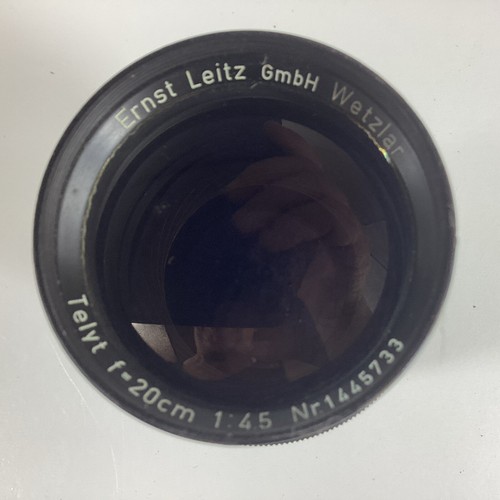 Ernst Leitz GmbH Wetzlar
Telyt f=20cm 1:4.5 Nr1445733